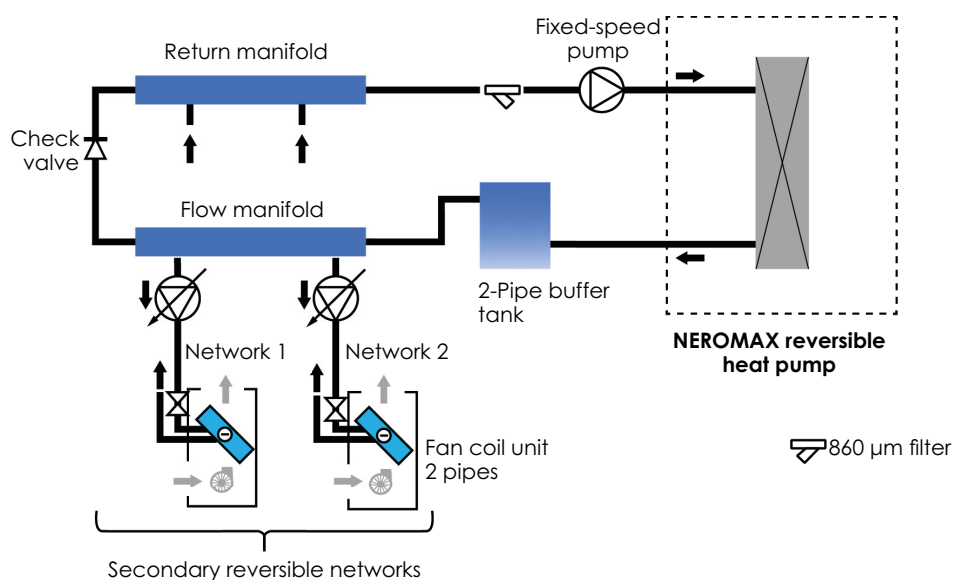 Fixed-speed
pump
Return manifold
Check
valve
Flow manifold
2-Pipe buffer
tank
NEROMAX reversible
heat pump
Network 1
Network 2
Fan coil unit
2 pipes
860 µm filter
Secondary reversible networks